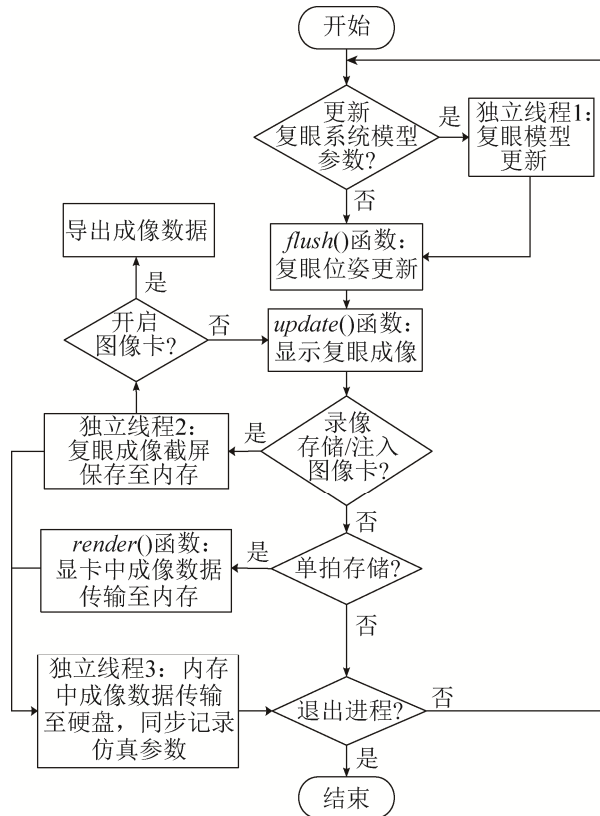 开始
更新
复眼系统模型
参数?
是
独立线程1:
复眼模型
更新
否
flush()函数:
复眼位姿更新
导出成像数据
是
开启
图像卡?
否
update()函数:
显示复眼成像
独立线程2:
复眼成像截屏
保存至内存
是
录像
存储/注入
图像卡?
否
render()函数:
显卡中成像数据
传输至内存
是
单拍存储?
否
独立线程3: 内存
中成像数据传输
至硬盘，同步记录
仿真参数
退出进程?
否
是
结束